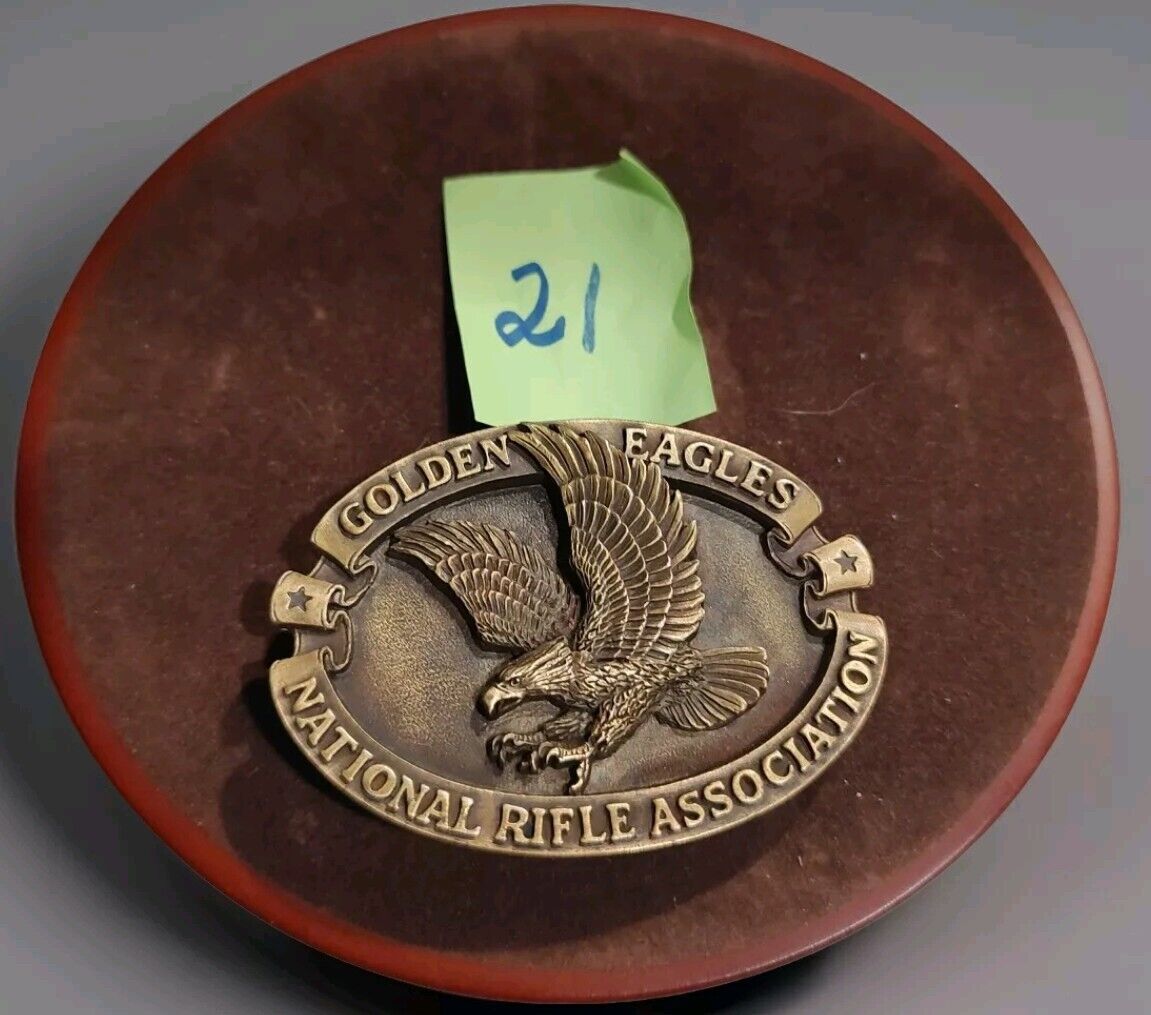 21
GOLDEN EAGLES
NATIONAL RIFLE ASSOCIATION